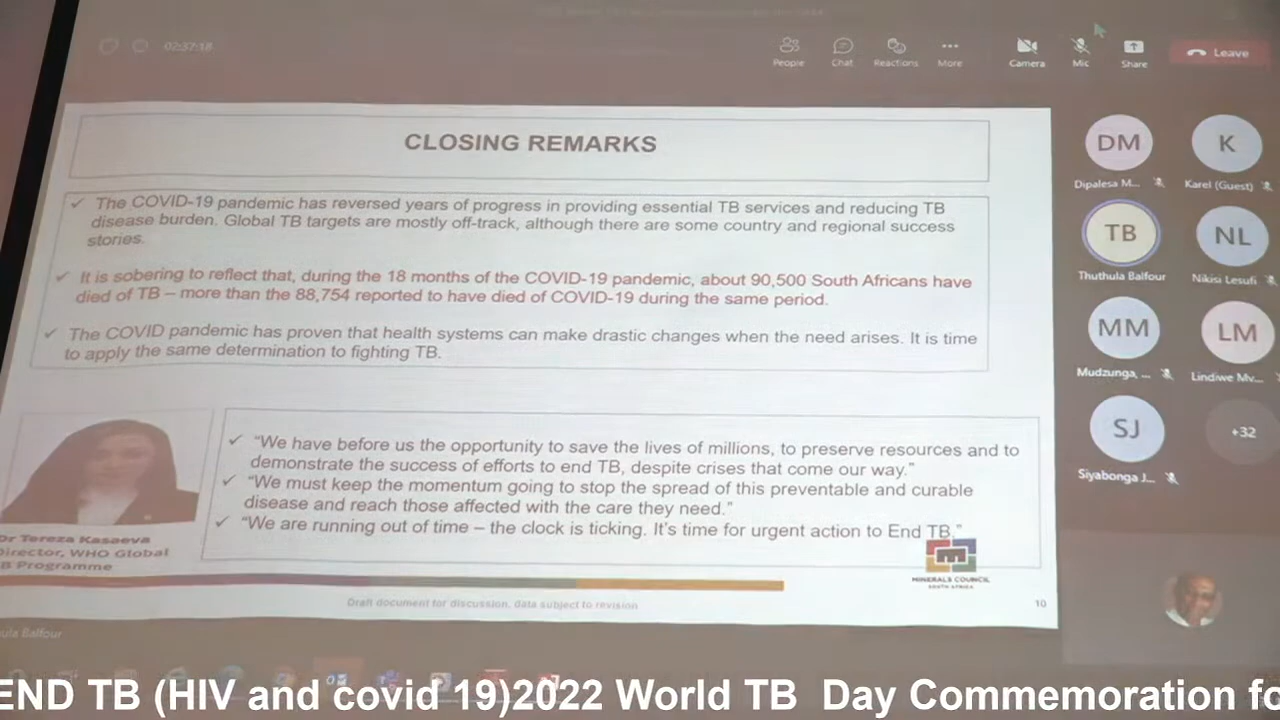 02:37:18
People
Chat
Reactions
More
Camera
Mic
Share
Leave
CLOSING REMARKS
✓ The COVID-19 pandemic has reversed years of progress in providing essential TB services and reducing TB
disease burden. Global TB targets are mostly off-track, although there are some country and regional success
stories.
✓ It is sobering to reflect that, during the 18 months of the COVID-19 pandemic, about 90,500 South Africans have
died of TB – more than the 88,754 reported to have died of COVID-19 during the same period.
✓ The COVID pandemic has proven that health systems can make drastic changes when the need arises. It is time
to apply the same determination to fighting TB.
✓ “We have before us the opportunity to save the lives of millions, to preserve resources and to
demonstrate the success of efforts to end TB, despite crises that come our way.”
✓ “We must keep the momentum going to stop the spread of this preventable and curable
disease and reach those affected with the care they need.”
✓ “We are running out of time – the clock is ticking. It's time for urgent action to End TB.”
Dr Tereza Kasaeva
Director, WHO Global
B Programme
MINERALS COUNCIL
SOUTH AFRICA
Draft document for discussion, data subject to revision
10
DM
Dipalesa M...
K
Karel (Guest)
TB
Thuthula Balfour
NL
Nikisi Lesufi
MM
Mudzunga, ...
LM
Lindiwe Mv...
SJ
Siyabonga J...
+32
ula Balfour
END TB (HIV and covid 19)2022 World TB  Day Commemoration fo